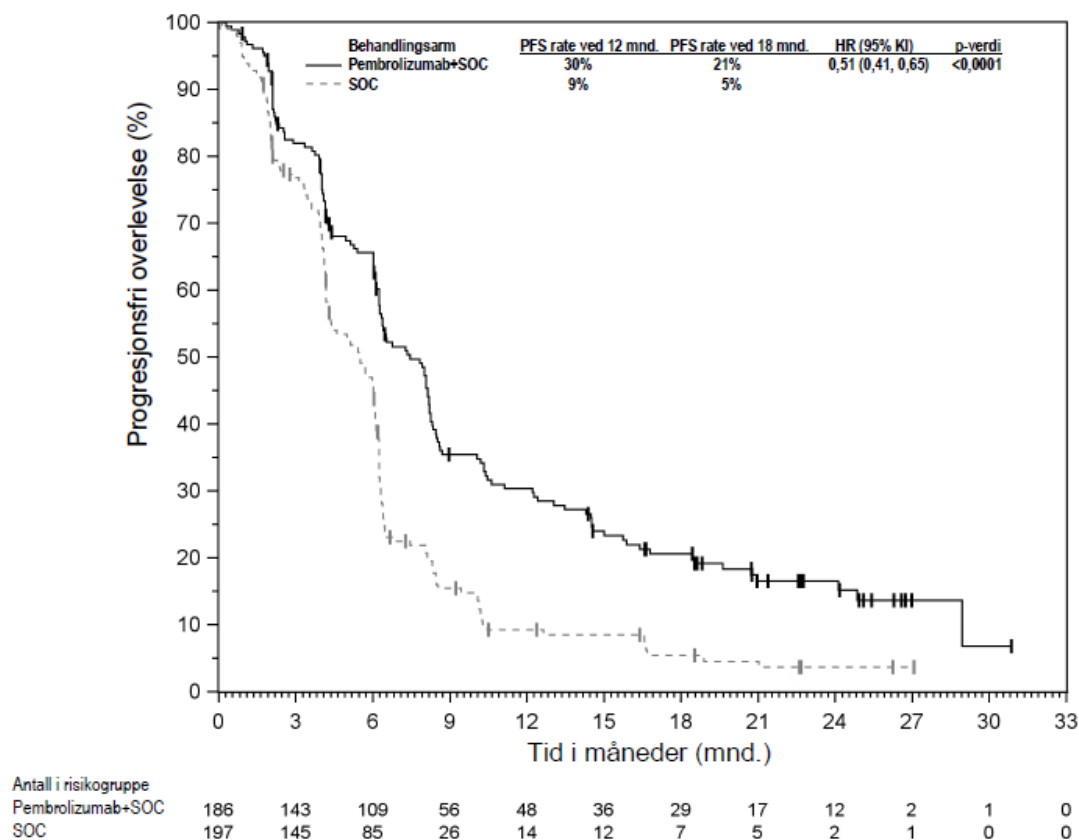 Behandlingsarm PFS rate ved 12 mnd. PFS rate ved 18 mnd. HR (95% KI) p-verdi
Pembrolizumab+SOC 30% 21% 0,51 (0,41, 0,65) <0,0001
SOC 9% 5%
Progresjonsfri overlevelse (%)
100
90
80
70
60
50
40
30
20
10
0
0 3 6 9 12 15 18 21 24 27 30 33
Tid i måneder (mnd.)
Antall i risikogruppe
Pembrolizumab+SOC 186 143 109 56 48 36 29 17 12 2 1 0
SOC 197 145 85 26 14 12 7 5 2 1 0 0